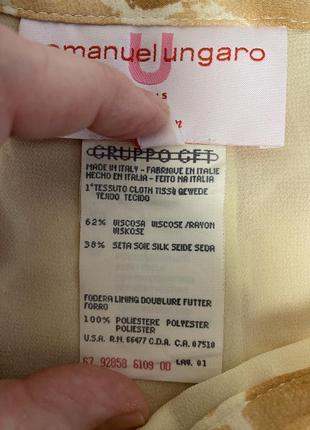 U
emanuel ungaro
GRUPPO GFT
MADE IN ITALY - FABRIQUE EN ITALIE
HECHO EN ITALIA - FEITO NA ITALIA
1° TESSUTO CLOTH TISSU GEWEDE
TEJIDO TECIDO
62% VISCOSA VISCOSE/RAYON
VISKOSE
38% SETA SOIE SILK SEIDE SEDA
FODERA LINING DOUBLURE FUTTER
FORRO
100% POLIESTERE POLYESTER
POLIESTER
U.S.A. R.N. 66477 C.D.A. C.A. 07510
67 92858 6109 00 LAV. 01